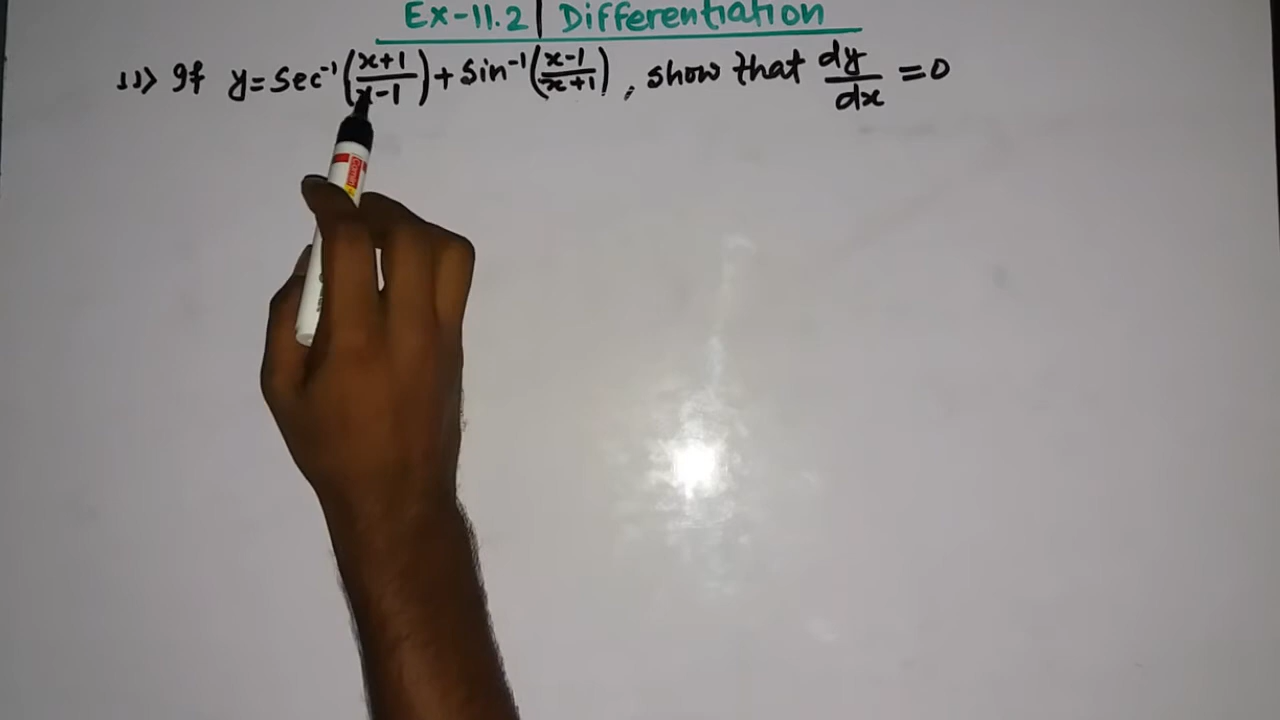 Ex-11.2 | Differentiation
11> If y = Sec⁻¹(x+1/x-1) + Sin⁻¹(x-1/x+1), show that dy/dx = 0